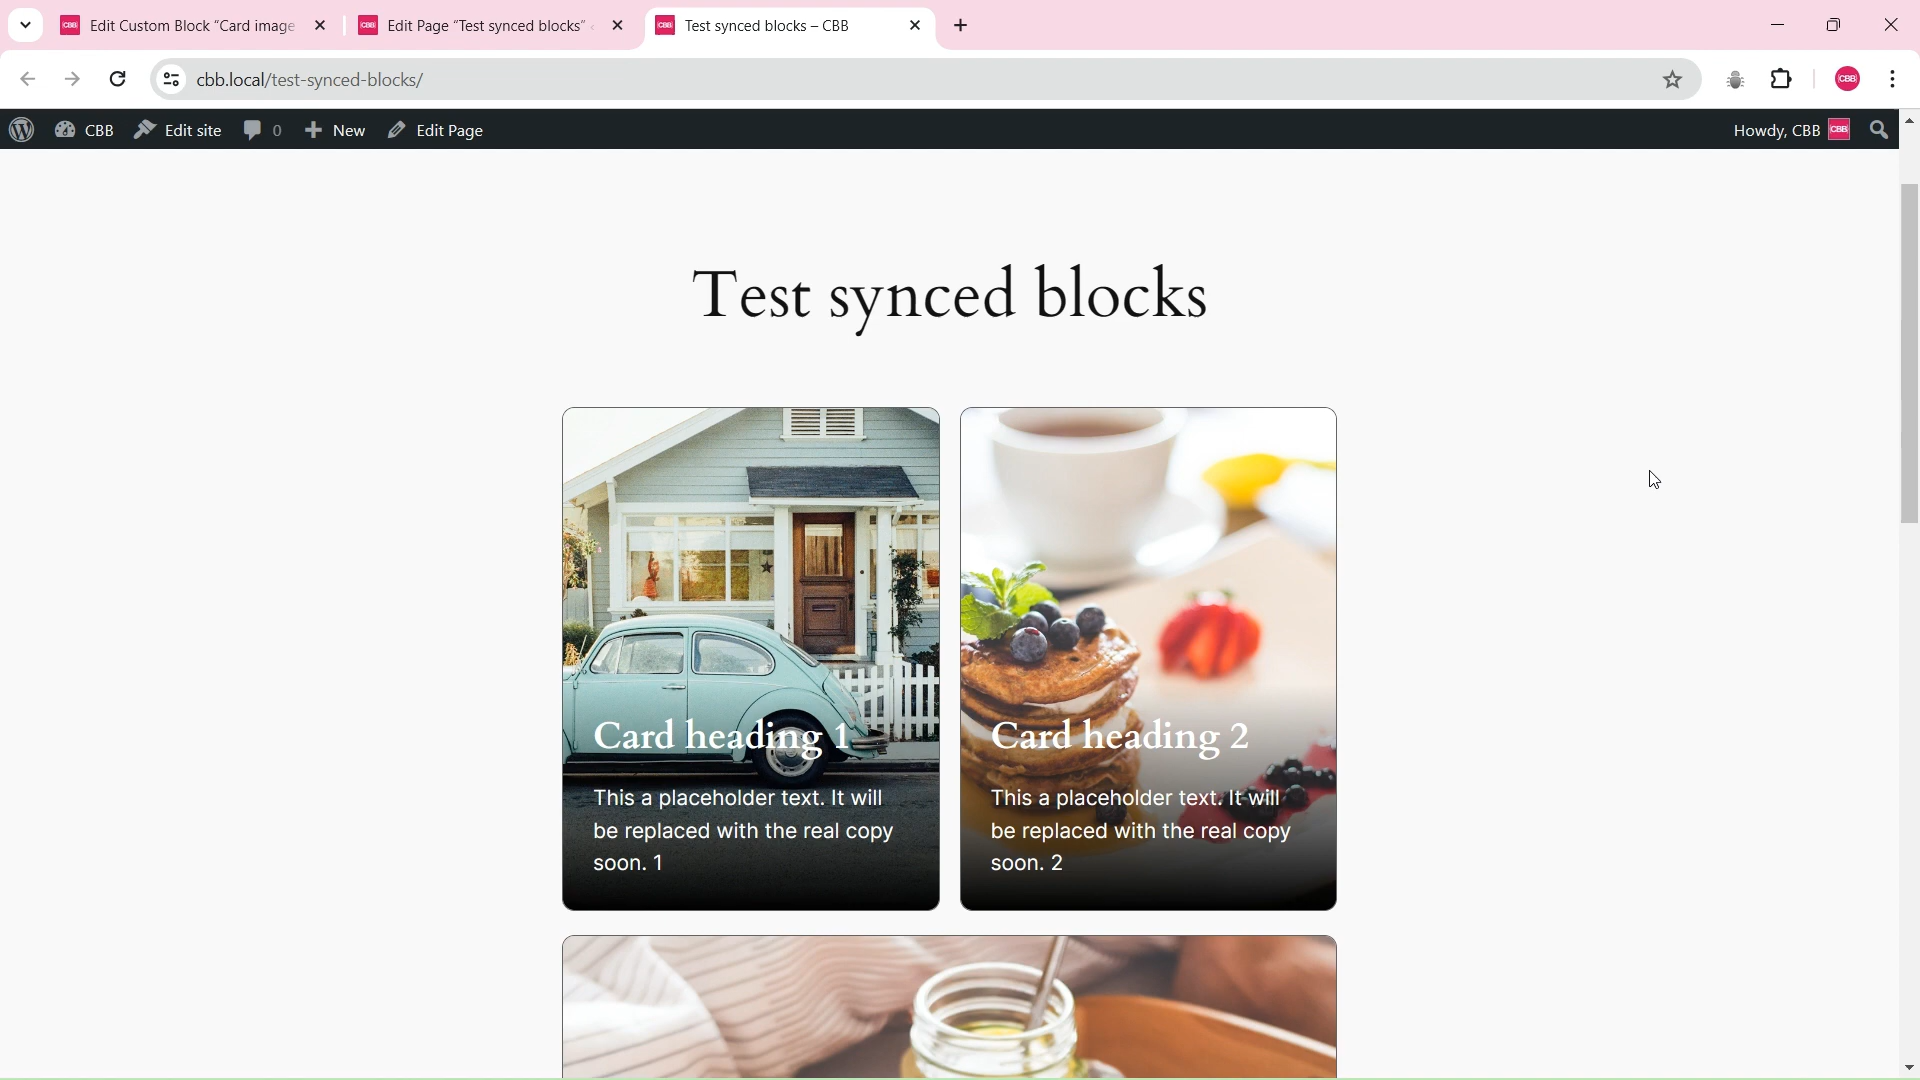 Edit Custom Block “Card image
Edit Page “Test synced blocks”
Test synced blocks – CBB
cbb.local/test-synced-blocks/
CBB
CBB
Edit site
0
New
Edit Page
Howdy, CBB
CBB
Test synced blocks
Card heading 1
This a placeholder text. It will
be replaced with the real copy
soon. 1
Card heading 2
This a placeholder text. It will
be replaced with the real copy
soon. 2